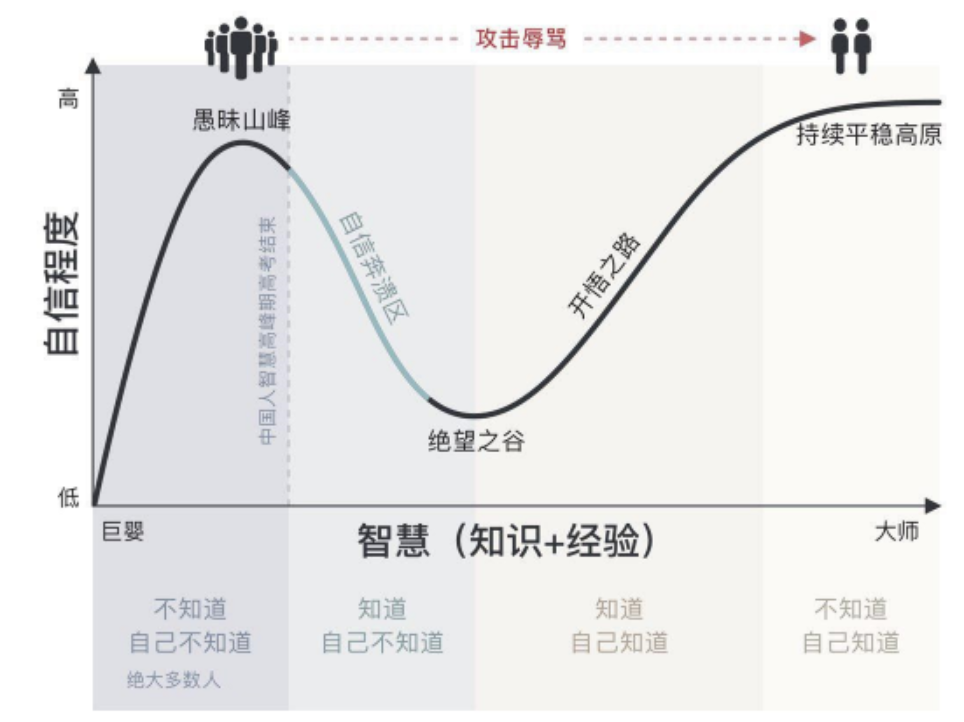 攻击辱骂
高
愚昧山峰
持续平稳高原
自信程度
中国人智慧高峰期高考结束
自信奔溃区
开悟之路
绝望之谷
低
巨婴
智慧（知识+经验）
大师
不知道
自己不知道
绝大多数人
知道
自己不知道
知道
自己知道
不知道
自己知道